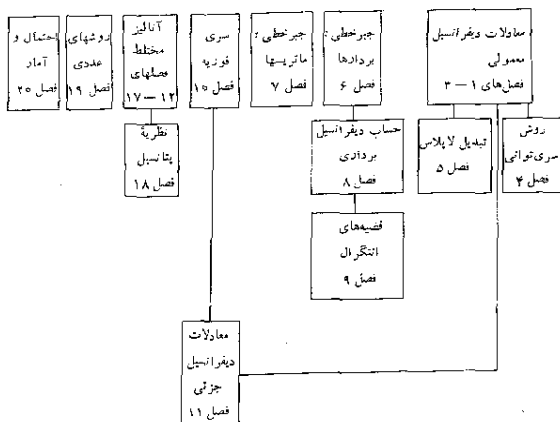 معادلات دیفرانسیل
معمولی
فصل‌های ۱ – ۳
جبرخطی؛
بردارها
فصل ۶
جبرخطی؛
ماتریسها
فصل ۷
سری
فوریه
فصل ۱۰
آنالیز
مختلط
فصلهای
۱۲ – ۱۷
روشهای
عددی
فصل ۱۹
احتمال و
آمار
فصل ۲۰
روش
سری‌توانی
فصل ۴
تبدیل لاپلاس
فصل ۵
حساب دیفرانسیل
برداری
فصل ۸
نظریهٔ
پتانسیل
فصل ۱۸
قضیه‌های
انتگرال
فصل ۹
معادلات
دیفرانسیل
جزئی
فصل ۱۱